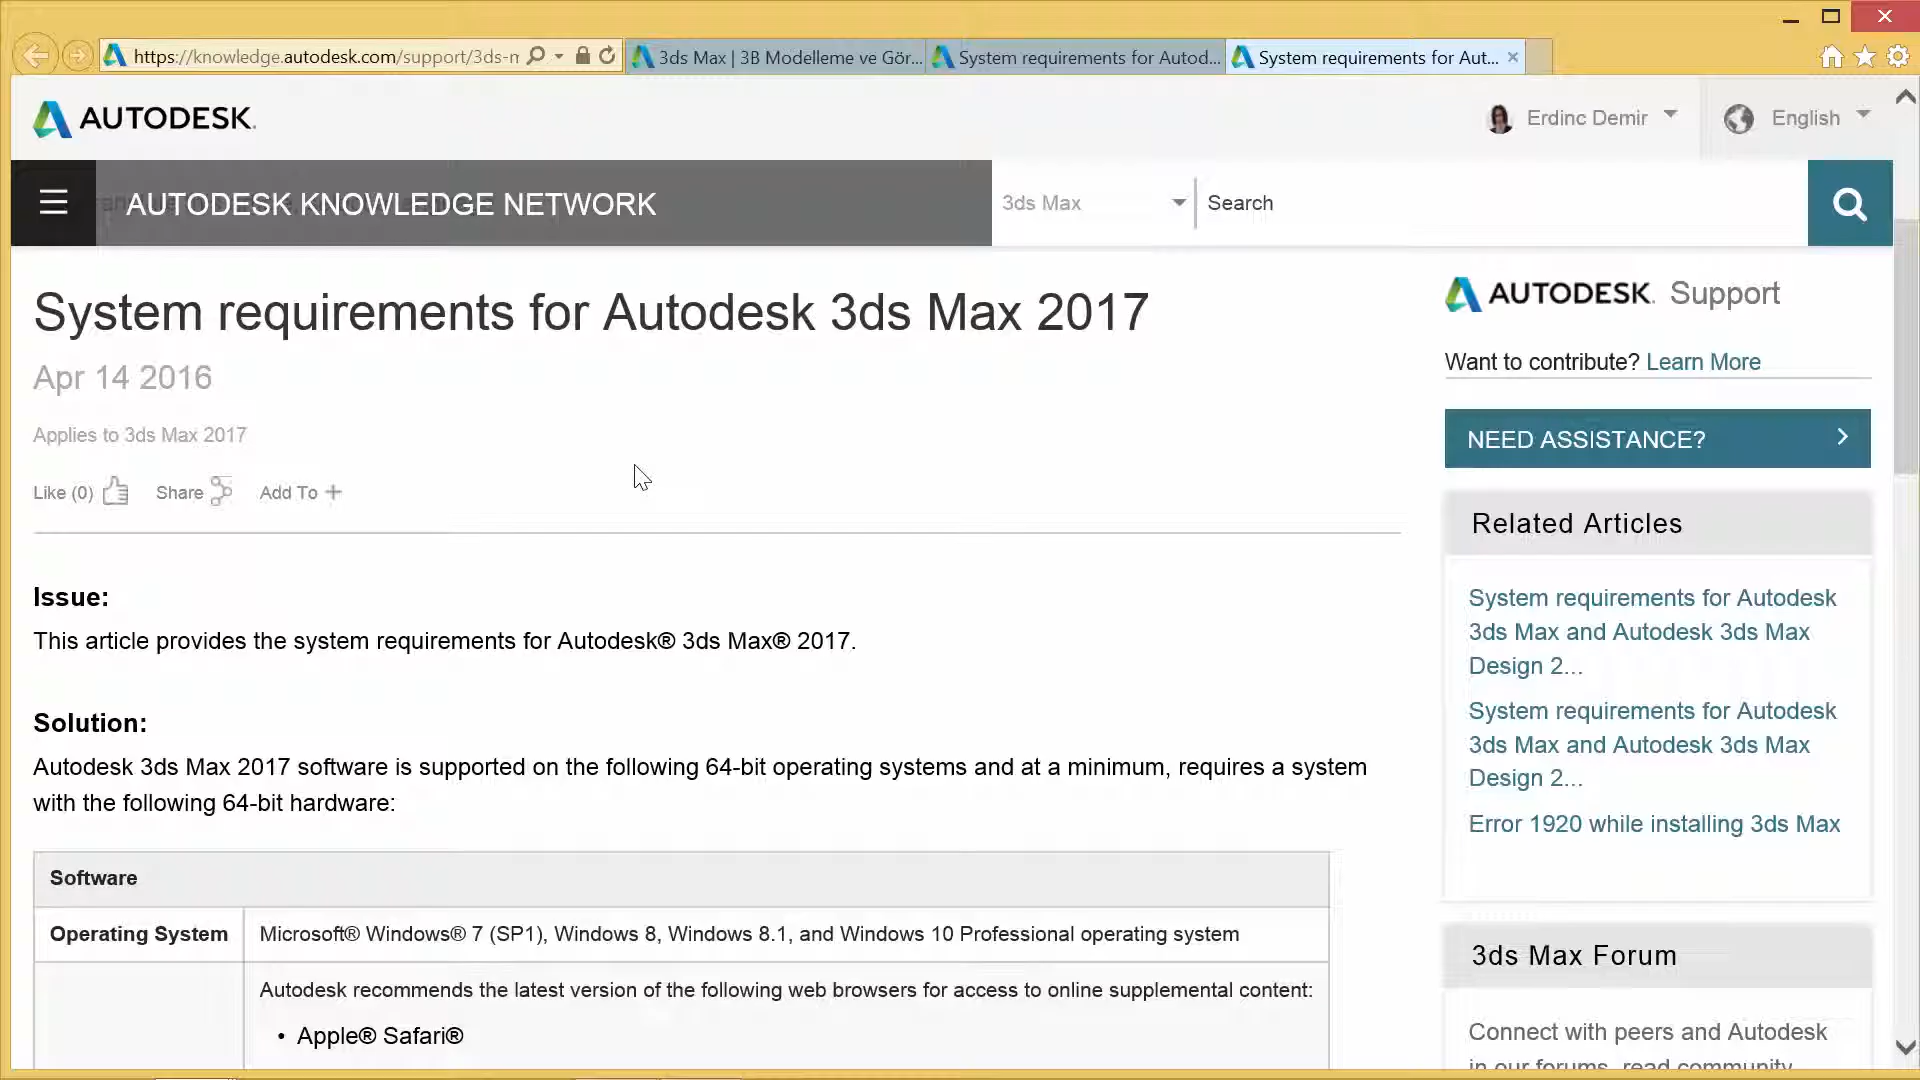 https://knowledge.autodesk.com/support/3ds-n
3ds Max | 3B Modelleme ve Gör...
System requirements for Autod...
System requirements for Aut...
AUTODESK.
Erdinc Demir
English
AUTODESK KNOWLEDGE NETWORK
3ds Max
Search
System requirements for Autodesk 3ds Max 2017
Apr 14 2016
Applies to 3ds Max 2017
Like (0)
Share
Add To
Issue:
This article provides the system requirements for Autodesk® 3ds Max® 2017.
Solution:
Autodesk 3ds Max 2017 software is supported on the following 64-bit operating systems and at a minimum, requires a system
with the following 64-bit hardware:
Software
Operating System
Microsoft® Windows® 7 (SP1), Windows 8, Windows 8.1, and Windows 10 Professional operating system
Autodesk recommends the latest version of the following web browsers for access to online supplemental content:
• Apple® Safari®
AUTODESK. Support
Want to contribute? Learn More
NEED ASSISTANCE?
Related Articles
System requirements for Autodesk
3ds Max and Autodesk 3ds Max
Design 2...
System requirements for Autodesk
3ds Max and Autodesk 3ds Max
Design 2...
Error 1920 while installing 3ds Max
3ds Max Forum
Connect with peers and Autodesk
in our forums, read community